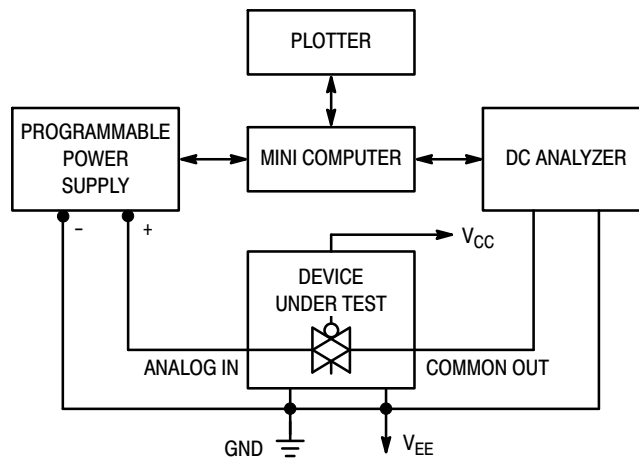 PLOTTER
PROGRAMMABLE
POWER
SUPPLY
MINI COMPUTER
DC ANALYZER
– +
VCC
DEVICE
UNDER TEST
ANALOG IN
COMMON OUT
GND
VEE